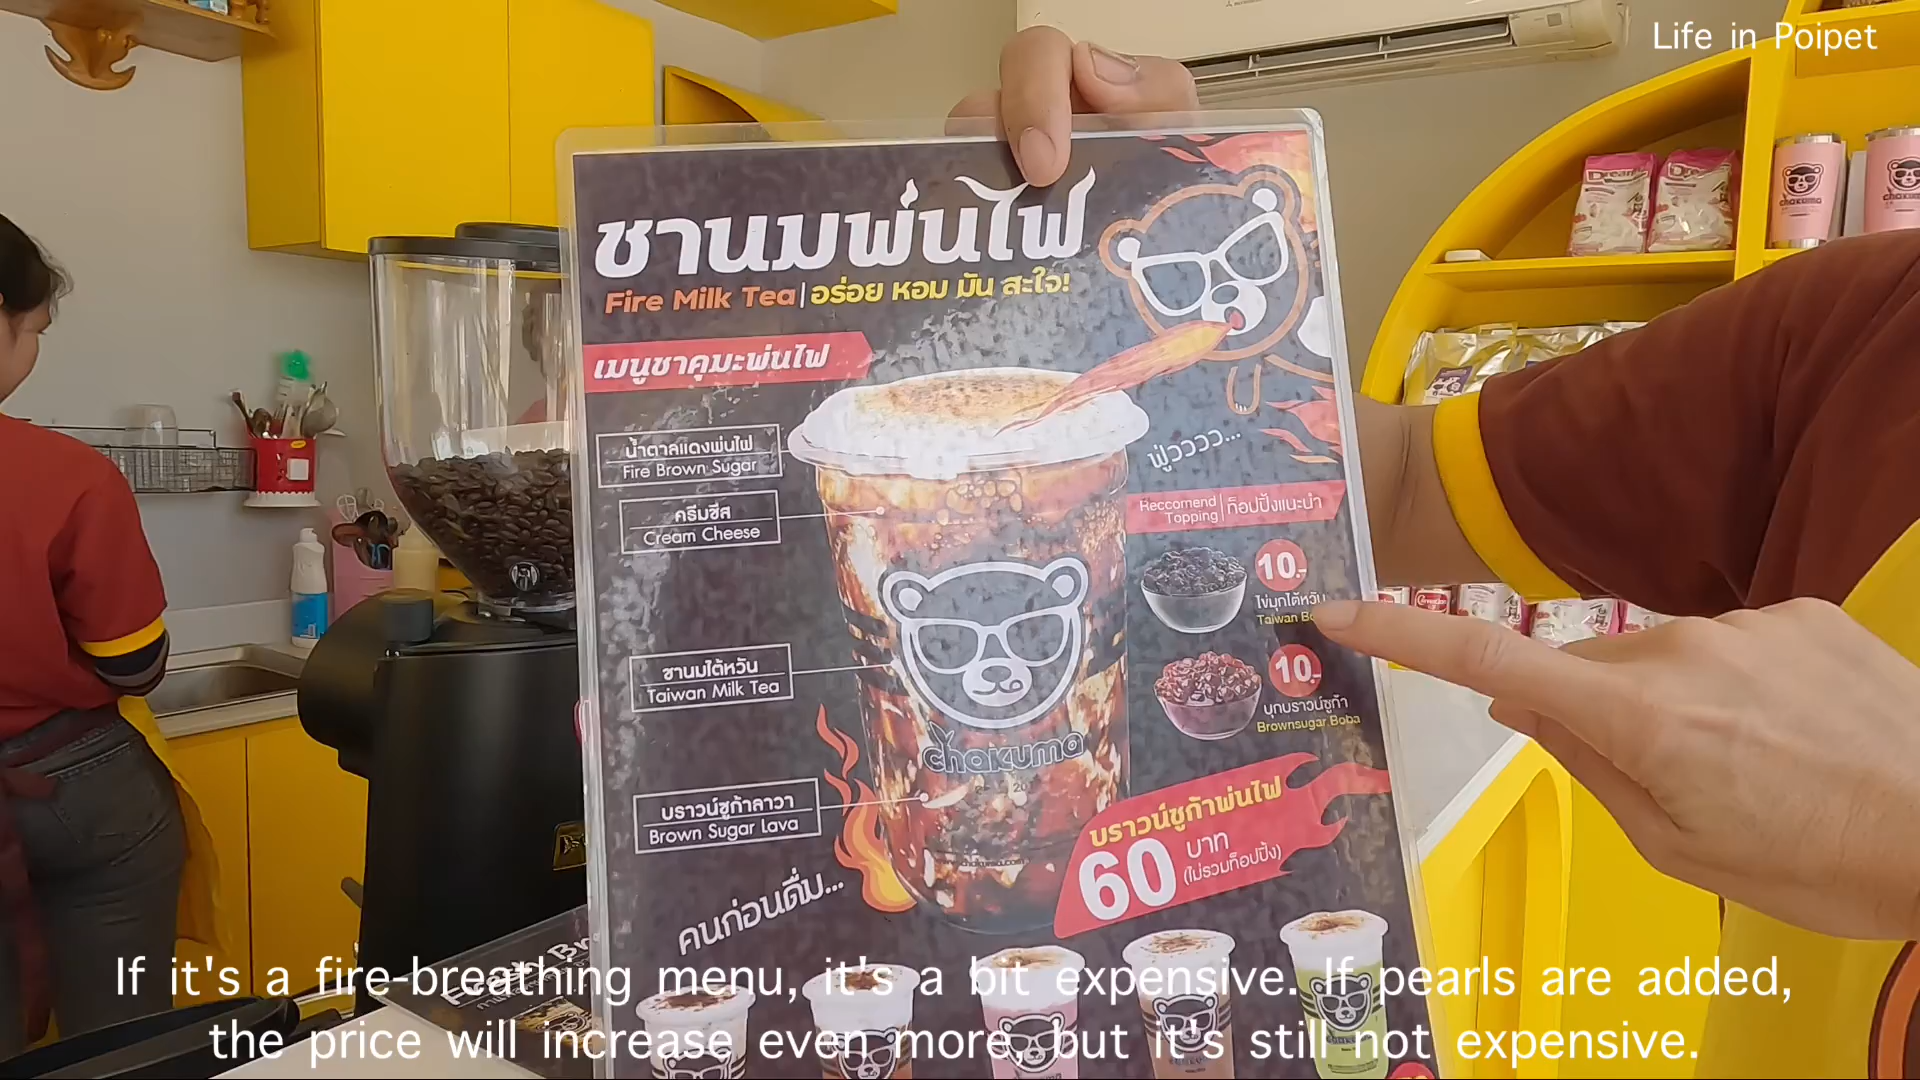 Life in Poipet
ชานมพ่นไฟ
Fire Milk Tea | อร่อย หอม มัน สะใจ!
เมนูชาคุมะพ่นไฟ
น้ำตาลแดงพ่นไฟ
Fire Brown Sugar
ครีมชีส
Cream Cheese
ชานมไต้หวัน
Taiwan Milk Tea
บราวน์ชูก้าลาวา
Brown Sugar Lava
ฟู่วววว...
Reccomend
Topping
ท็อปปิ้งแนะนำ
10.-
ไข่มุกไต้หวัน
Taiwan
10.-
บุกบราวน์ชูก้า
Brownsugar Boba
chakuma
บราวน์ชูก้าพ่นไฟ
60 บาท
(ไม่รวมท็อปปิ้ง)
คนก่อนดื่ม...
chakuma
If it's a fire-breathing menu, it's a bit expensive. If pearls are added,
the price will increase even more, but it's still not expensive.